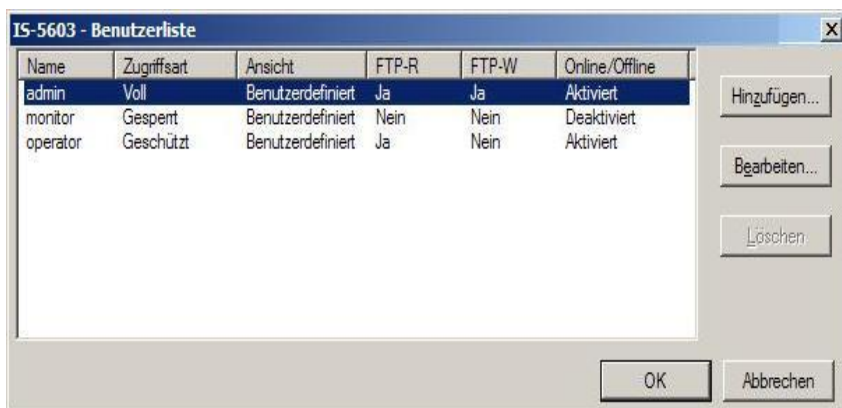 IS-5603 - Benutzerliste
Name Zugriffsart Ansicht FTP-R FTP-W Online/Offline
admin Voll Benutzerdefiniert Ja Ja Aktiviert
monitor Gesperrt Benutzerdefiniert Nein Nein Deaktiviert
operator Geschützt Benutzerdefiniert Ja Nein Aktiviert
Hinzufügen...
Bearbeiten...
Löschen
OK Abbrechen